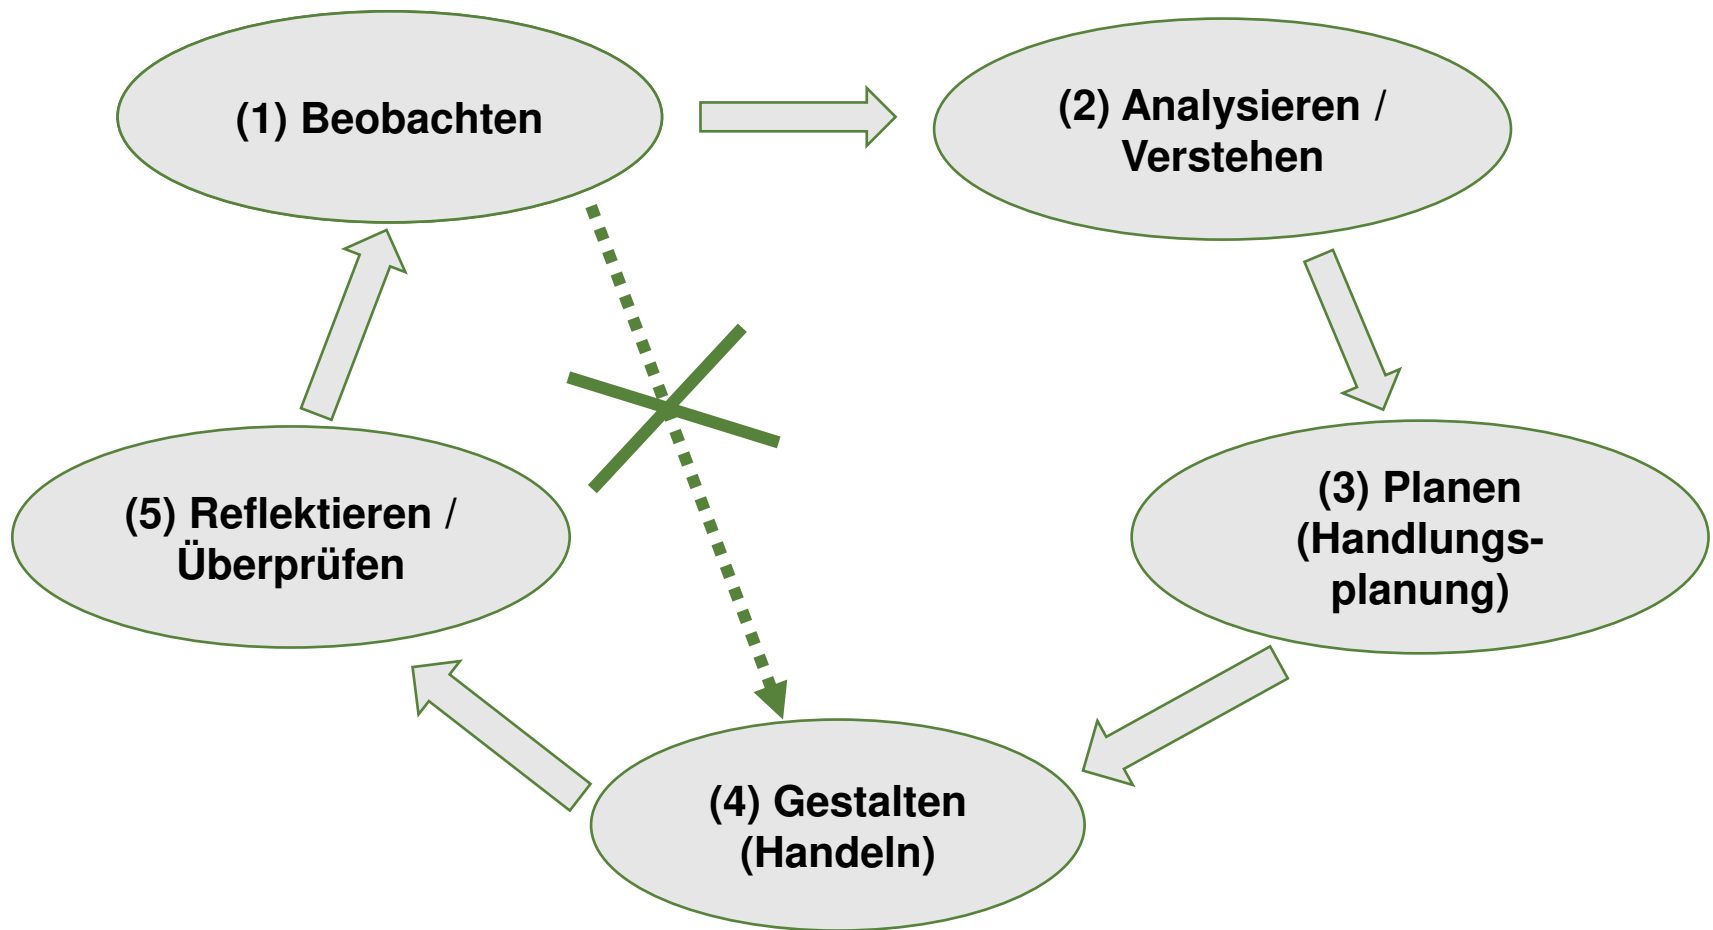 (1) Beobachten
(2) Analysieren /
Verstehen
(3) Planen
(Handlungs-
planung)
(4) Gestalten
(Handeln)
(5) Reflektieren /
Überprüfen